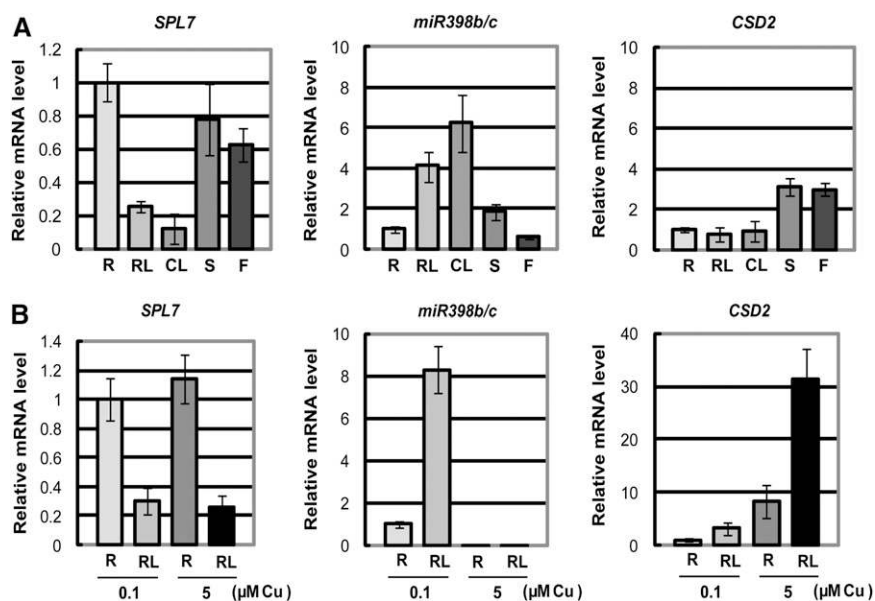 A
SPL7
miR398b/c
CSD2
Relative mRNA level
1.2
1
0.8
0.6
0.4
0.2
0
R RL CL S F
Relative mRNA level
10
8
6
4
2
0
R RL CL S F
Relative mRNA level
10
8
6
4
2
0
R RL CL S F
B
SPL7
miR398b/c
CSD2
Relative mRNA level
1.4
1.2
1
0.8
0.6
0.4
0.2
0
R RL R RL
0.1 5 (μM Cu)
Relative mRNA level
10
8
6
4
2
0
R RL R RL
0.1 5 (μM Cu)
Relative mRNA level
40
30
20
10
0
R RL R RL
0.1 5 (μM Cu)